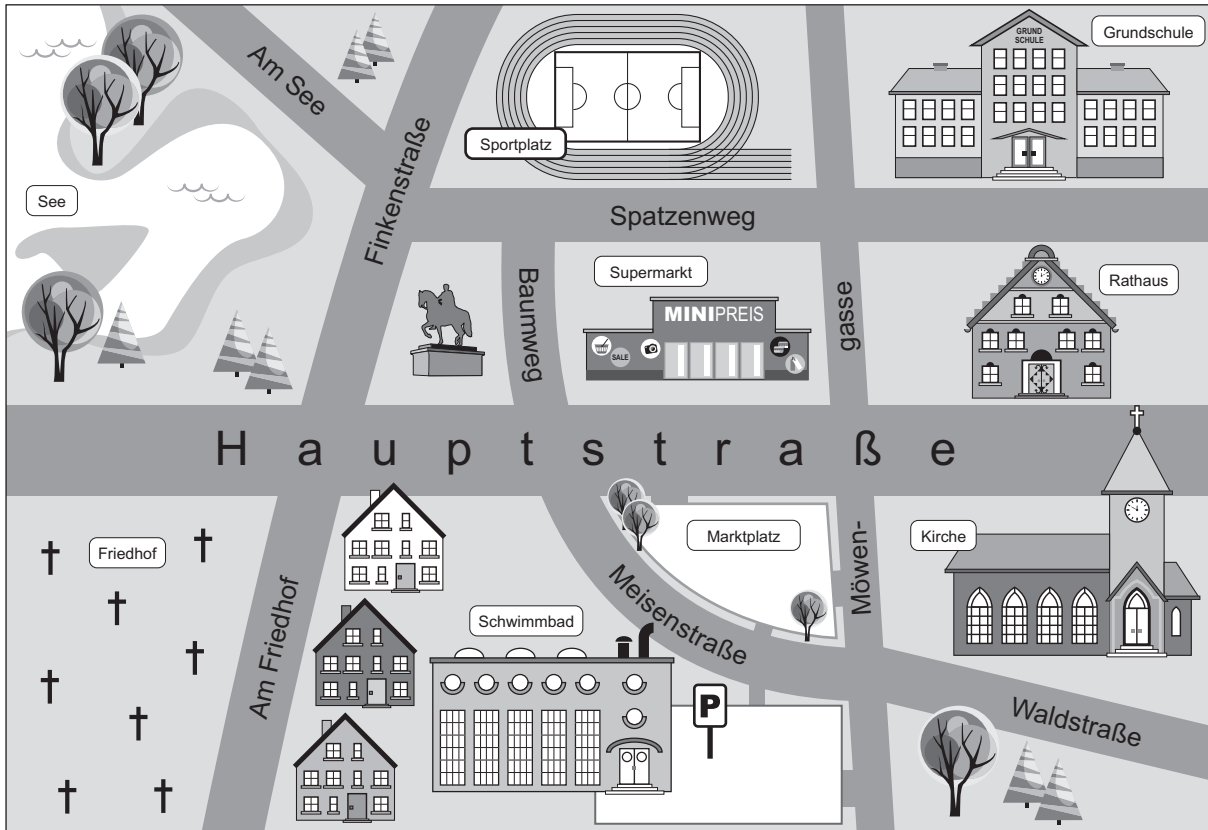 GRUND
SCHULE
Grundschule
Am See
Sportplatz
See
Finkenstraße
Spatzenweg
Baumweg
Supermarkt
MINIPREIS
SALE
gasse
Rathaus
Hauptstraße
Friedhof
Am Friedhof
Schwimmbad
Meisenstraße
Marktplatz
Möwen-
Kirche
P
Waldstraße